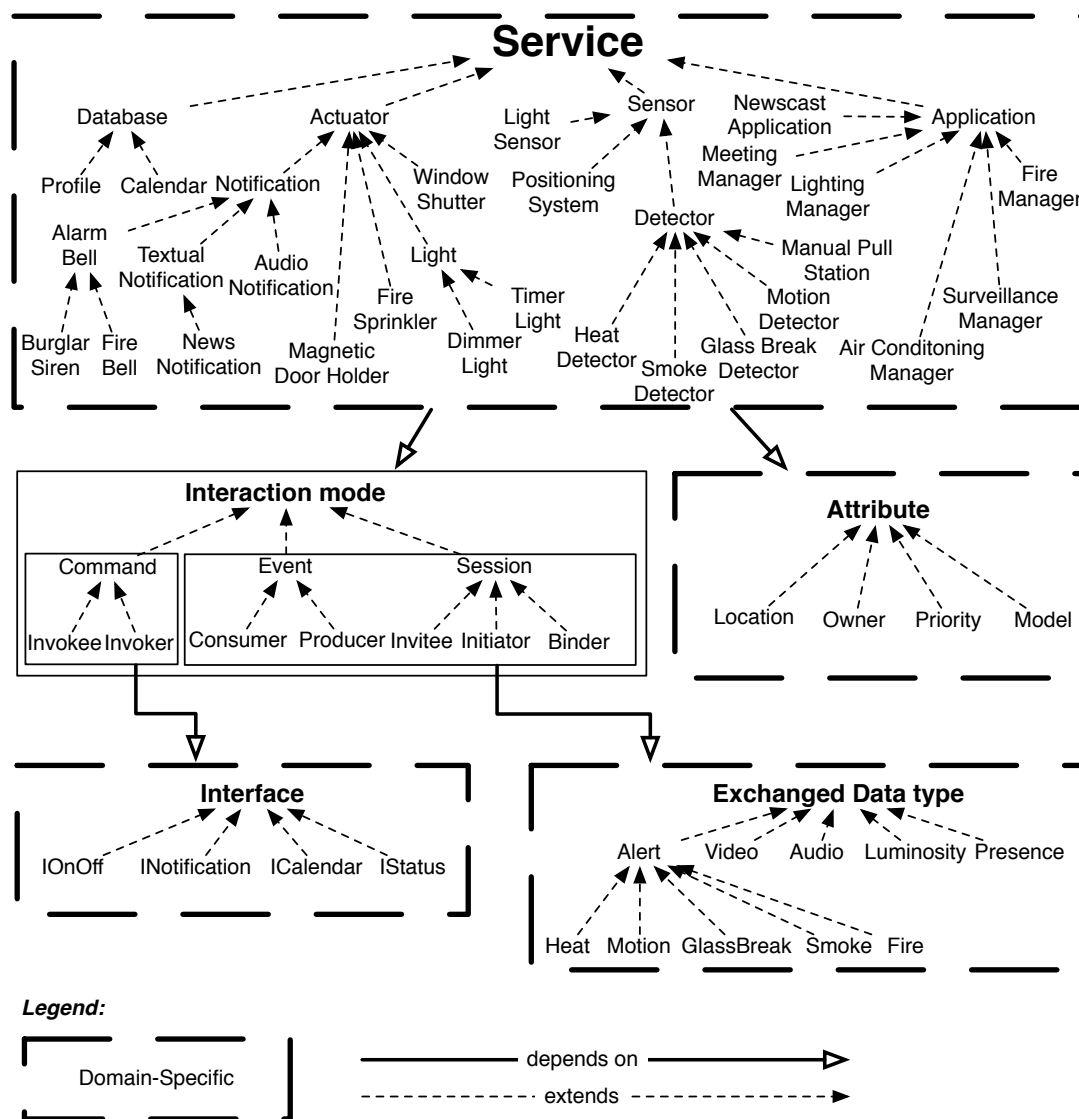 Service
Database
Actuator
Light
Sensor
Sensor
Newscast
Application
Application
Profile
Calendar
Notification
Window
Shutter
Positioning
System
Meeting
Manager
Lighting
Manager
Fire
Manager
Alarm
Bell
Textual
Notification
Audio
Notification
Light
Detector
Manual Pull
Station
Burglar
Siren
Fire
Bell
News
Notification
Magnetic
Door Holder
Fire
Sprinkler
Dimmer
Light
Timer
Light
Heat
Detector
Smoke
Detector
Glass Break
Detector
Motion
Detector
Air Conditoning
Manager
Surveillance
Manager
Interaction mode
Command
Event
Session
Invokee
Invoker
Consumer
Producer
Invitee
Initiator
Binder
Attribute
Location
Owner
Priority
Model
Interface
IOnOff
INotification
ICalendar
IStatus
Exchanged Data type
Alert
Video
Audio
Luminosity
Presence
Heat
Motion
GlassBreak
Smoke
Fire
Legend:
Domain-Specific
depends on
extends